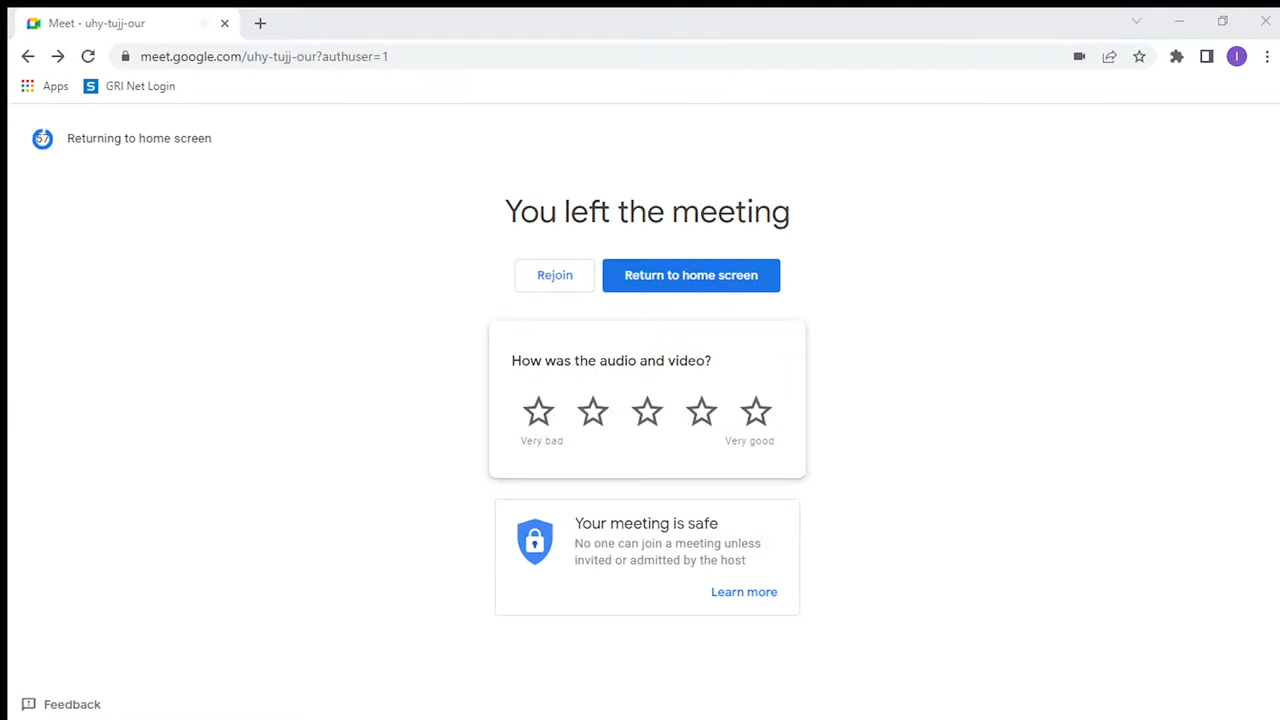 Meet - uhy-tujj-our
meet.google.com/uhy-tujj-our?authuser=1
I
Apps
S GRI Net Login
57 Returning to home screen
You left the meeting
Rejoin
Return to home screen
How was the audio and video?
Very bad
Very good
Your meeting is safe
No one can join a meeting unless
invited or admitted by the host
Learn more
Feedback